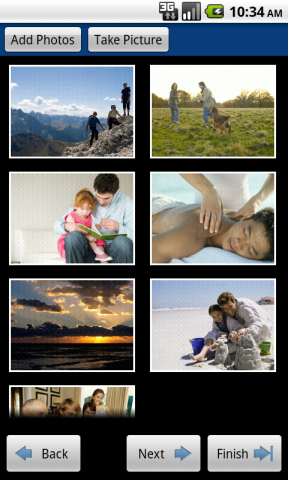 3G 10:34 AM
Add Photos Take Picture
Back Next Finish